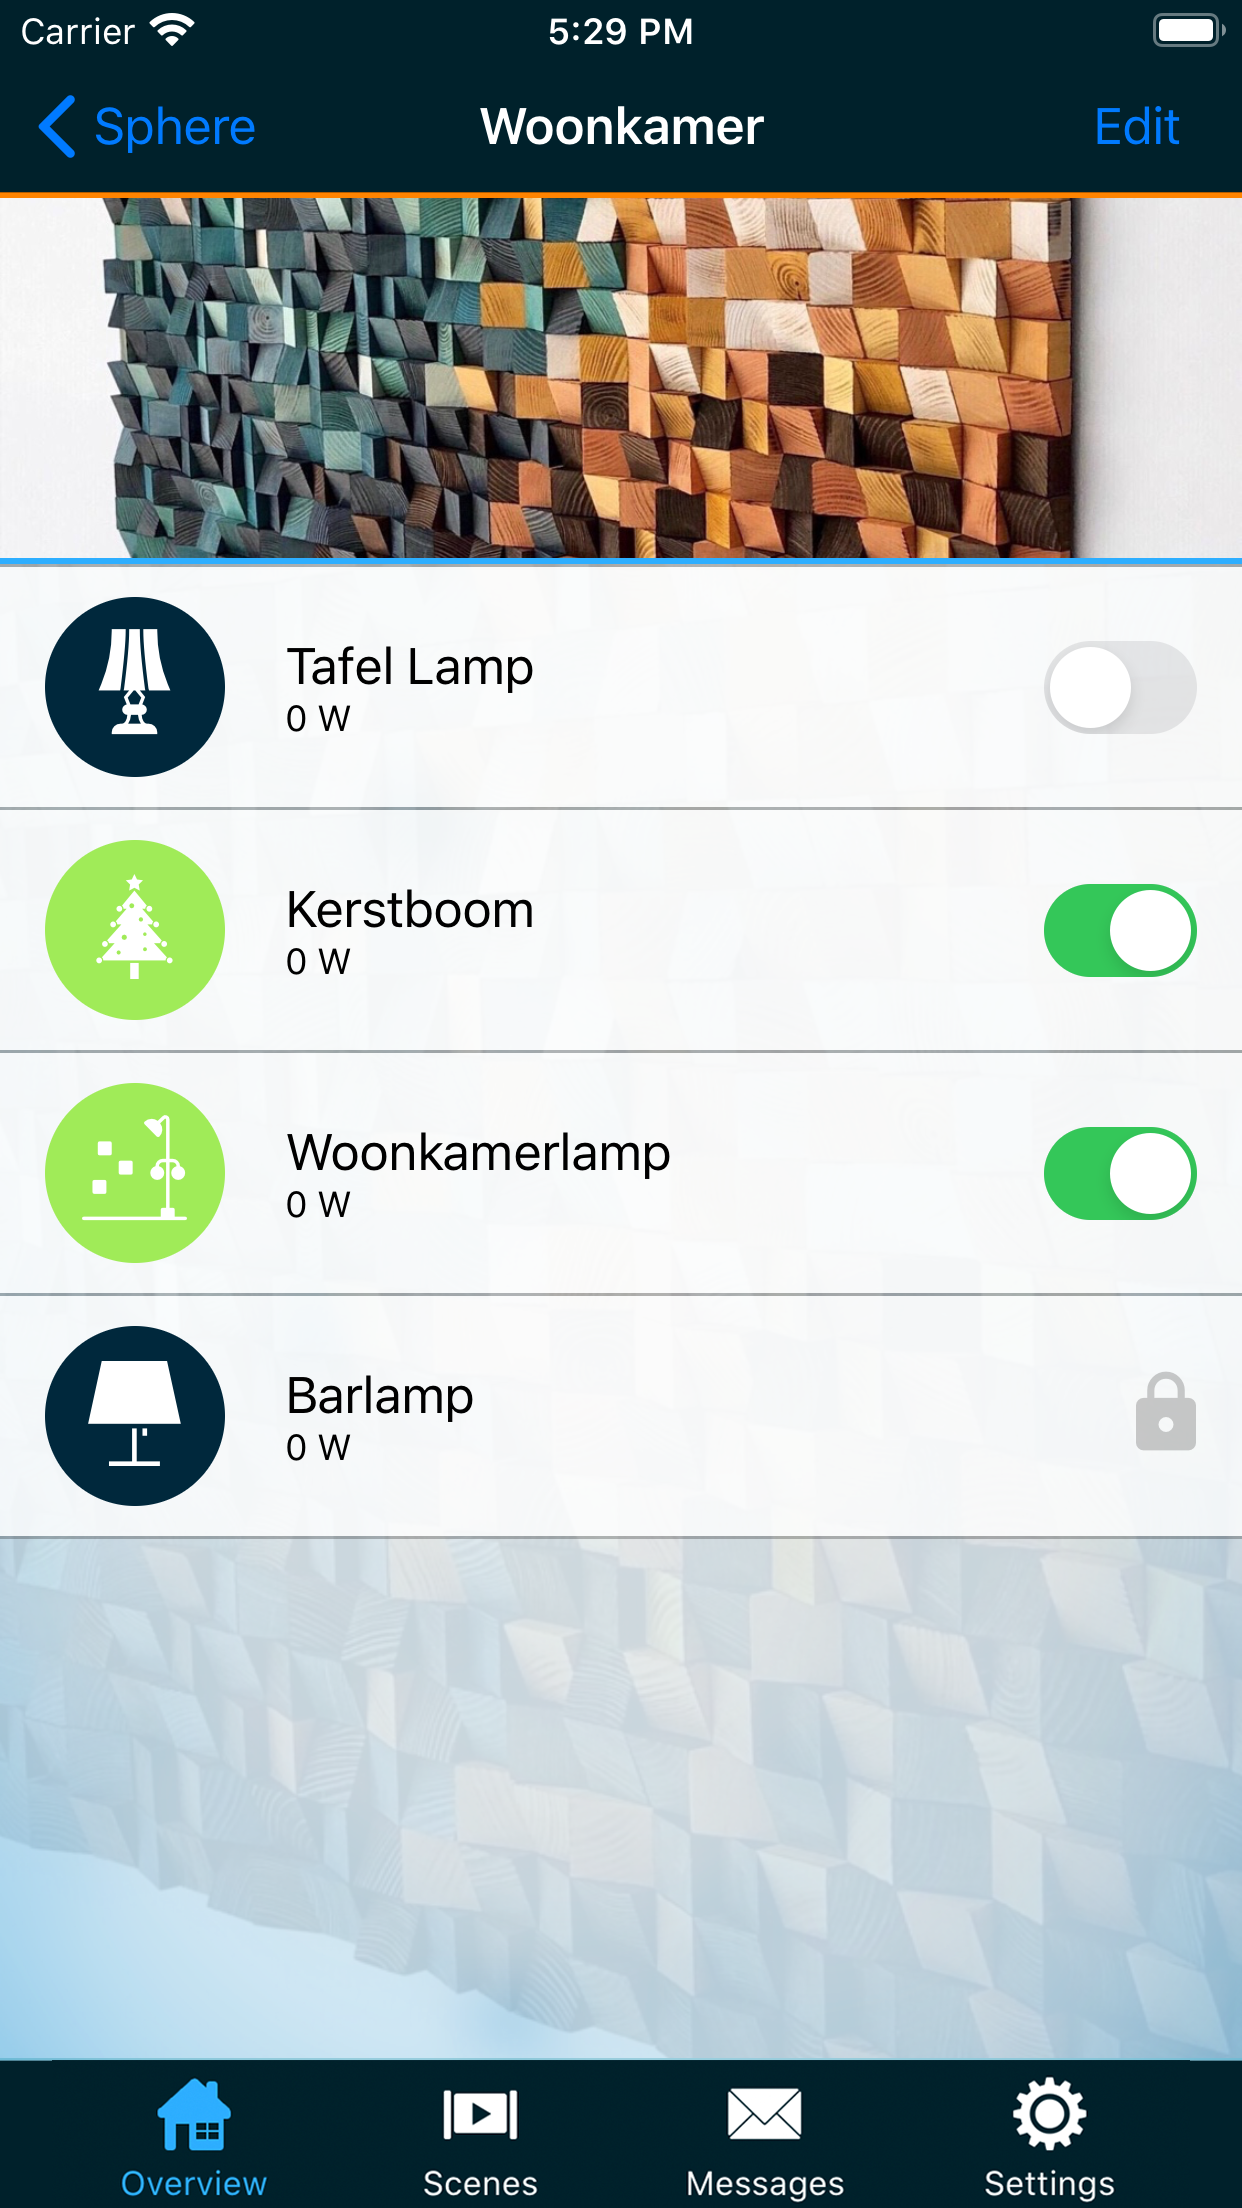 Carrier 5:29 PM
Sphere Woonkamer Edit
Tafel Lamp
0 W
Kerstboom
0 W
Woonkamerlamp
0 W
Barlamp
0 W
Overview Scenes Messages Settings